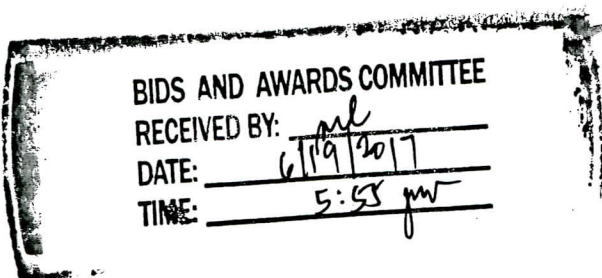 BIDS AND AWARDS COMMITTEE
RECEIVED BY:
DATE: 6/19/2017
TIME: 5:55 pm